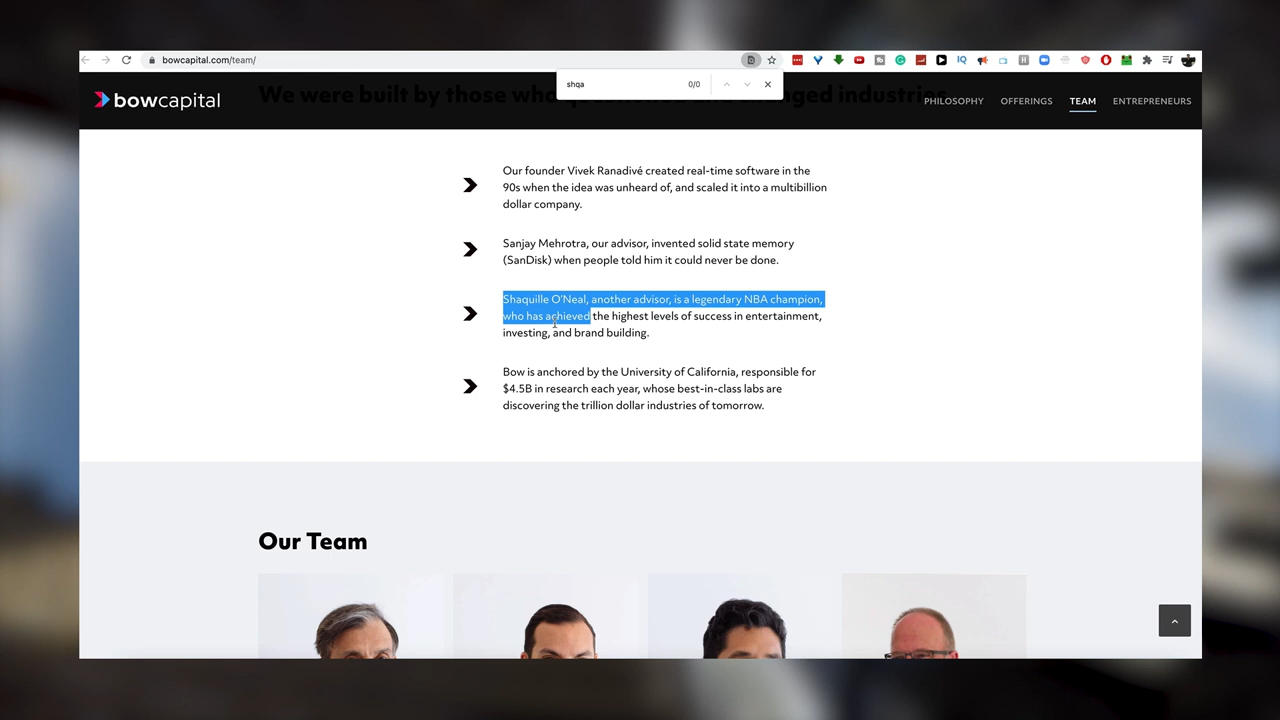 bowcapital.com/team/
shqa
0/0
bowcapital
We were built by those who
PHILOSOPHY
OFFERINGS
TEAM
ENTREPRENEURS
Our founder Vivek Ranadivé created real-time software in the
90s when the idea was unheard of, and scaled it into a multibillion
dollar company.
Sanjay Mehrotra, our advisor, invented solid state memory
(SanDisk) when people told him it could never be done.
Shaquille O'Neal, another advisor, is a legendary NBA champion,
who has achieved the highest levels of success in entertainment,
investing, and brand building.
Bow is anchored by the University of California, responsible for
$4.5B in research each year, whose best-in-class labs are
discovering the trillion dollar industries of tomorrow.
Our Team